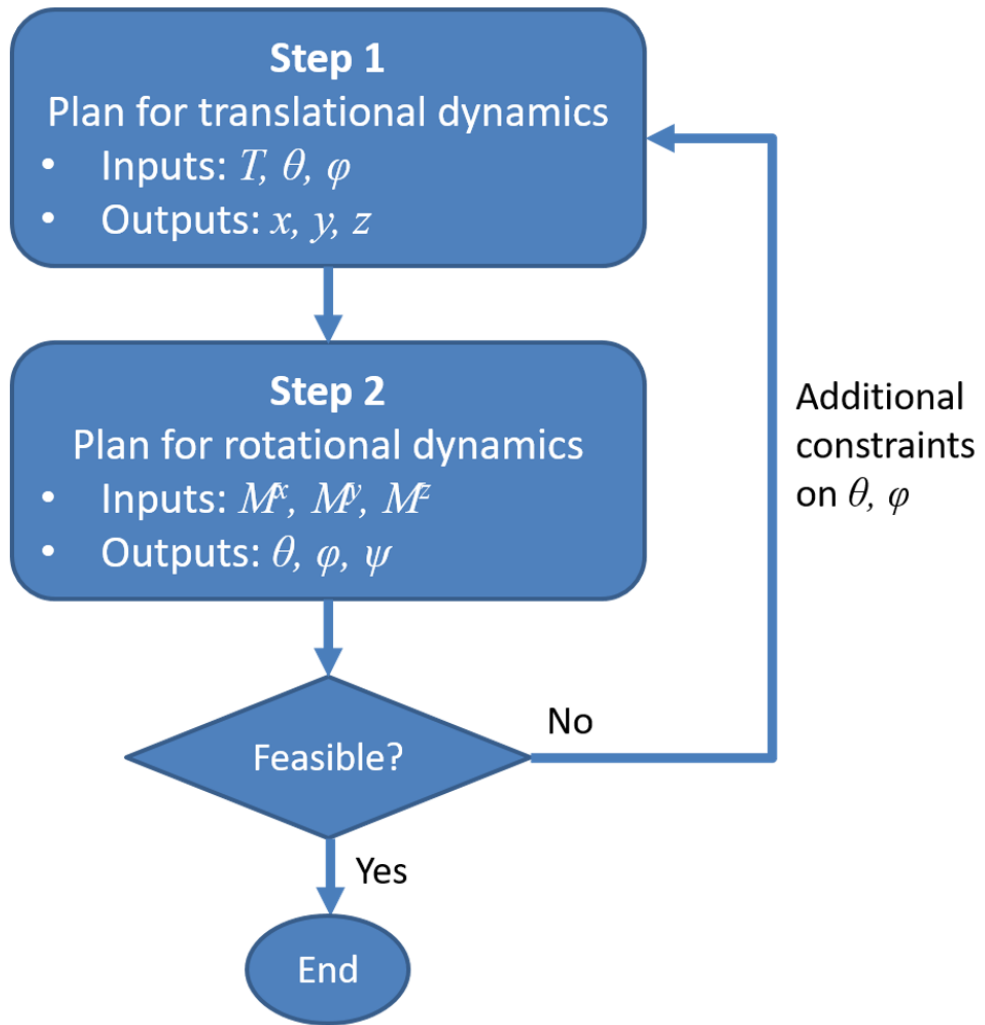 Step 1
Plan for translational dynamics
• Inputs: T, θ, φ
• Outputs: x, y, z
Step 2
Plan for rotational dynamics
• Inputs: Mˣ, Mʸ, Mᶻ
• Outputs: θ, φ, ψ
Additional
constraints
on θ, φ
Feasible?
No
Yes
End